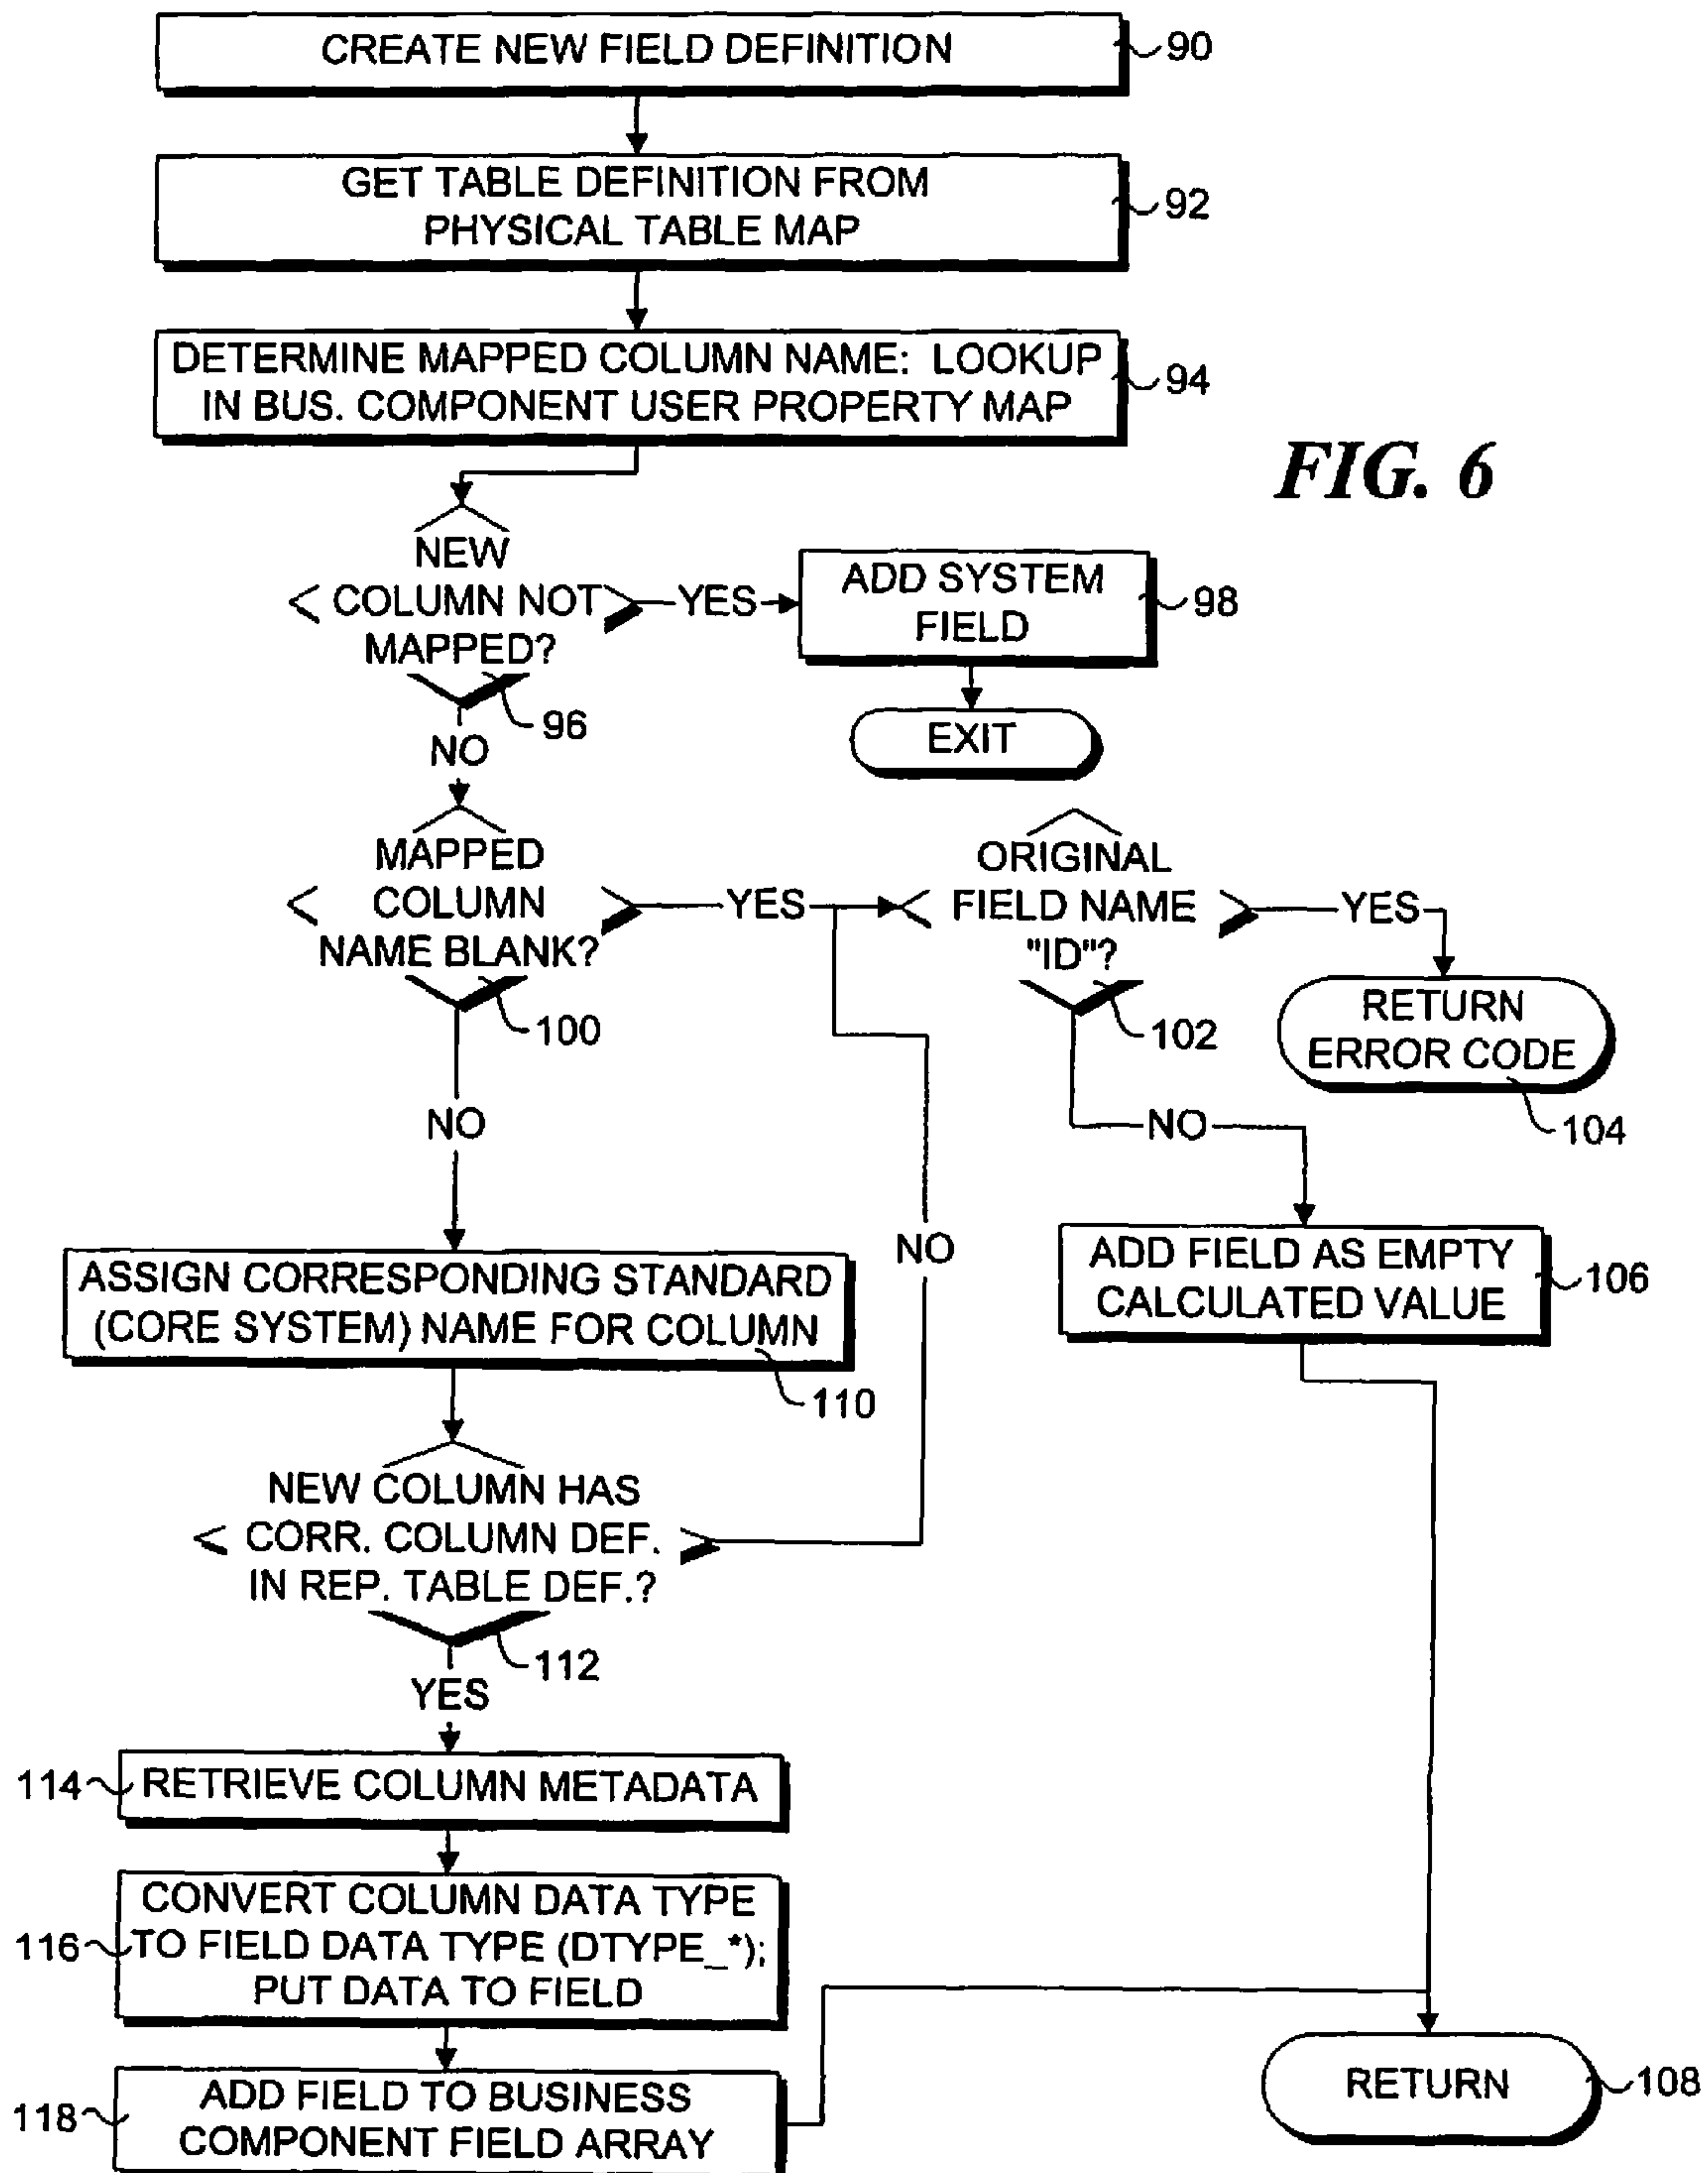 CREATE NEW FIELD DEFINITION
90
GET TABLE DEFINITION FROM
PHYSICAL TABLE MAP
92
DETERMINE MAPPED COLUMN NAME: LOOKUP
IN BUS. COMPONENT USER PROPERTY MAP
94
FIG. 6
NEW
COLUMN NOT
MAPPED?
96
YES
ADD SYSTEM
FIELD
98
EXIT
NO
MAPPED
COLUMN
NAME BLANK?
100
YES
ORIGINAL
FIELD NAME
"ID"?
102
YES
RETURN
ERROR CODE
104
NO
NO
ADD FIELD AS EMPTY
CALCULATED VALUE
106
ASSIGN CORRESPONDING STANDARD
(CORE SYSTEM) NAME FOR COLUMN
110
NO
NEW COLUMN HAS
CORR. COLUMN DEF.
IN REP. TABLE DEF.?
112
YES
114
RETRIEVE COLUMN METADATA
CONVERT COLUMN DATA TYPE
116
TO FIELD DATA TYPE (DTYPE_*);
PUT DATA TO FIELD
118
ADD FIELD TO BUSINESS
COMPONENT FIELD ARRAY
RETURN
108